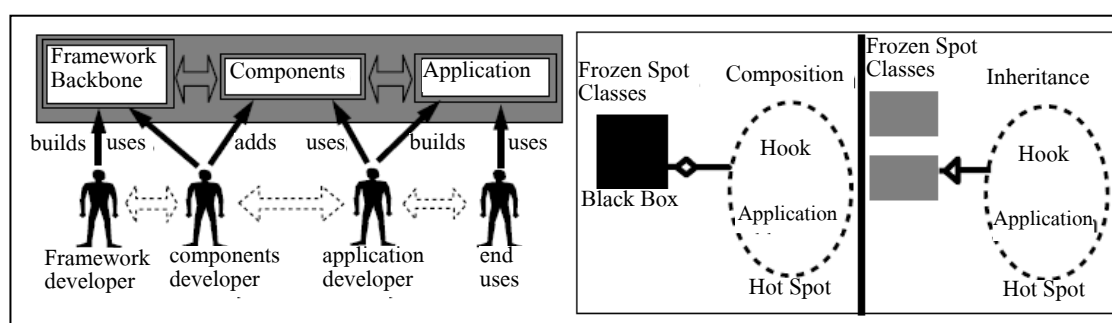 Framework
Backbone
Components
Application
builds
uses
adds
uses
builds
uses
Framework
developer
components
developer
application
developer
end
uses
Frozen Spot
Classes
Composition
Hook
Black Box
Application
Hot Spot
Frozen Spot
Classes
Inheritance
Hook
Application
Hot Spot